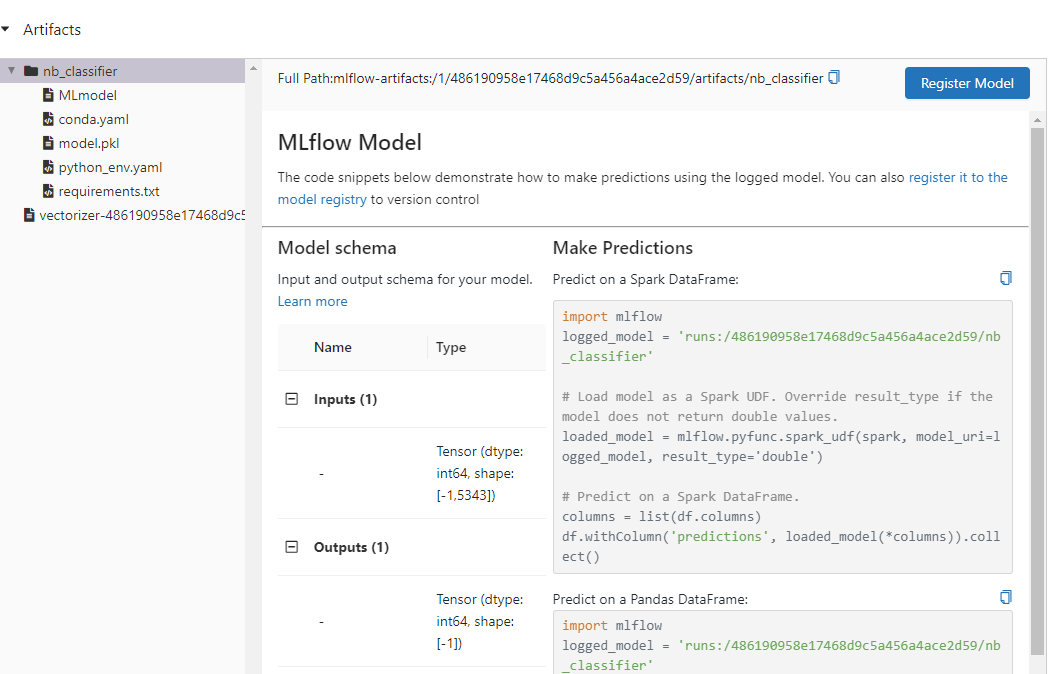 Artifacts
nb_classifier
MLmodel
conda.yaml
model.pkl
python_env.yaml
requirements.txt
vectorizer-486190958e17468d9c5
Full Path:mlflow-artifacts:/1/486190958e17468d9c5a456a4ace2d59/artifacts/nb_classifier
Register Model
MLflow Model
The code snippets below demonstrate how to make predictions using the logged model. You can also register it to the
model registry to version control
Model schema
Input and output schema for your model.
Learn more
Name Type
Inputs (1)
- Tensor (dtype:
int64, shape:
[-1,5343])
Outputs (1)
- Tensor (dtype:
int64, shape:
[-1])
Make Predictions
Predict on a Spark DataFrame:
import mlflow
logged_model = 'runs:/486190958e17468d9c5a456a4ace2d59/nb
_classifier'
# Load model as a Spark UDF. Override result_type if the
model does not return double values.
loaded_model = mlflow.pyfunc.spark_udf(spark, model_uri=l
ogged_model, result_type='double')
# Predict on a Spark DataFrame.
columns = list(df.columns)
df.withColumn('predictions', loaded_model(*columns)).coll
ect()
Predict on a Pandas DataFrame:
import mlflow
logged_model = 'runs:/486190958e17468d9c5a456a4ace2d59/nb
_classifier'